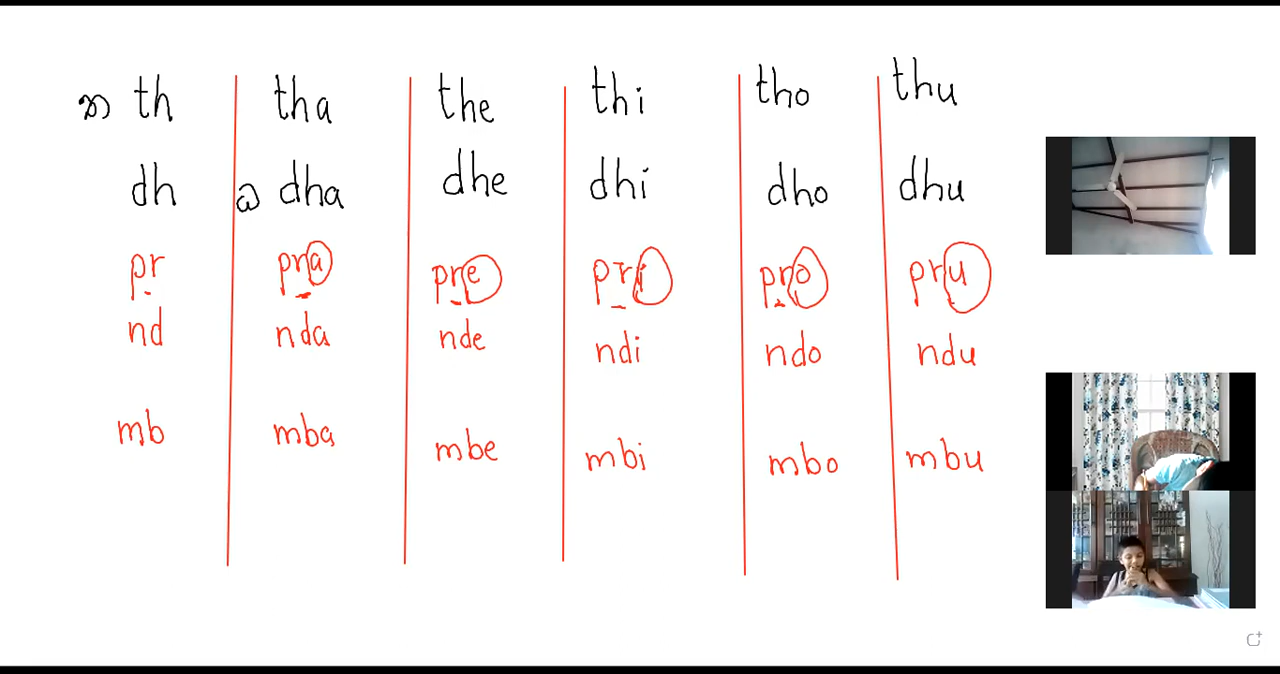 ත th tha the thi tho thu
dh ය dha dhe dhi dho dhu
pr pra pre pri pro pru
nd nda nde ndi ndo ndu
mb mba mbe mbi mbo mbu